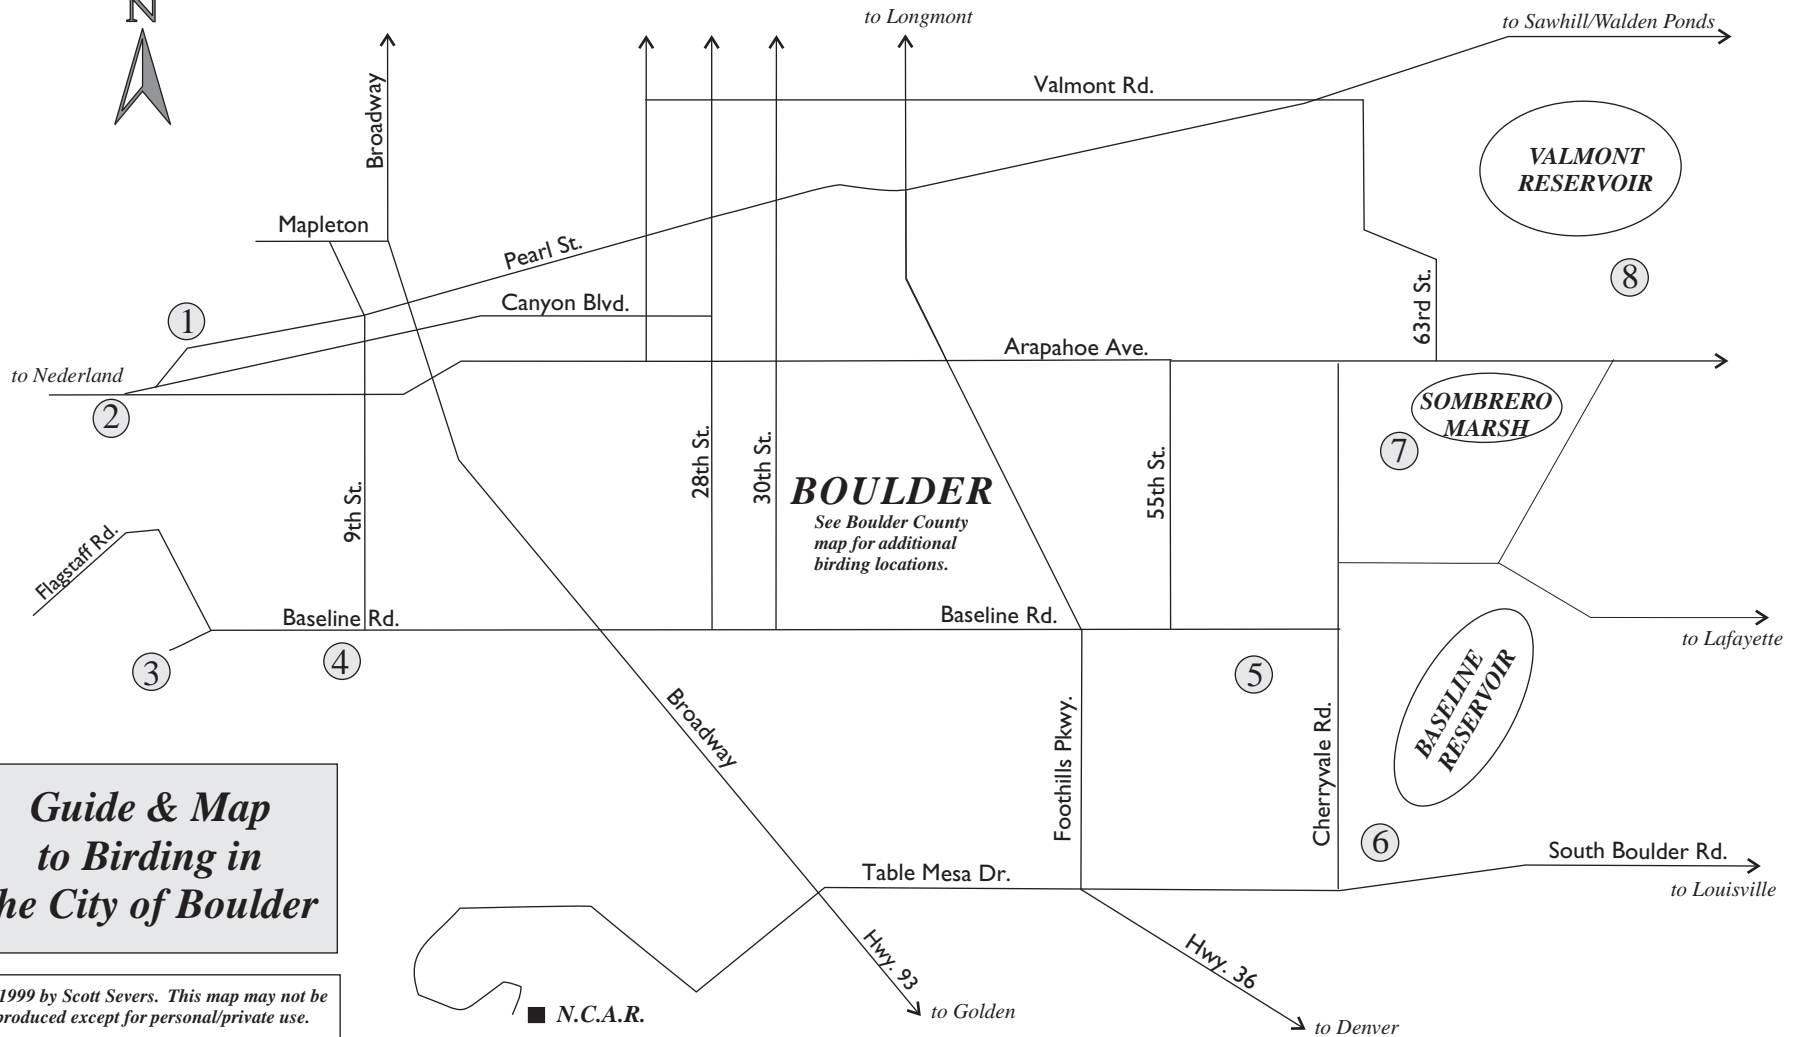 N
to Longmont
to Sawhill/Walden Ponds
Broadway
Valmont Rd.
VALMONT
RESERVOIR
Mapleton
Pearl St.
8
63rd St.
1
Canyon Blvd.
Arapahoe Ave.
to Nederland
2
SOMBRERO
MARSH
7
28th St.
30th St.
55th St.
9th St.
BOULDER
See Boulder County
map for additional
birding locations.
Flagstaff Rd.
Baseline Rd.
Baseline Rd.
to Lafayette
3
4
5
BASELINE
RESERVOIR
Broadway
Foothills Pkwy.
Cherryvale Rd.
6
Guide & Map
to Birding in
he City of Boulder
Table Mesa Dr.
South Boulder Rd.
to Louisville
Hwy. 93
Hwy. 36
1999 by Scott Severs. This map may not be
produced except for personal/private use.
N.C.A.R.
to Golden
to Denver